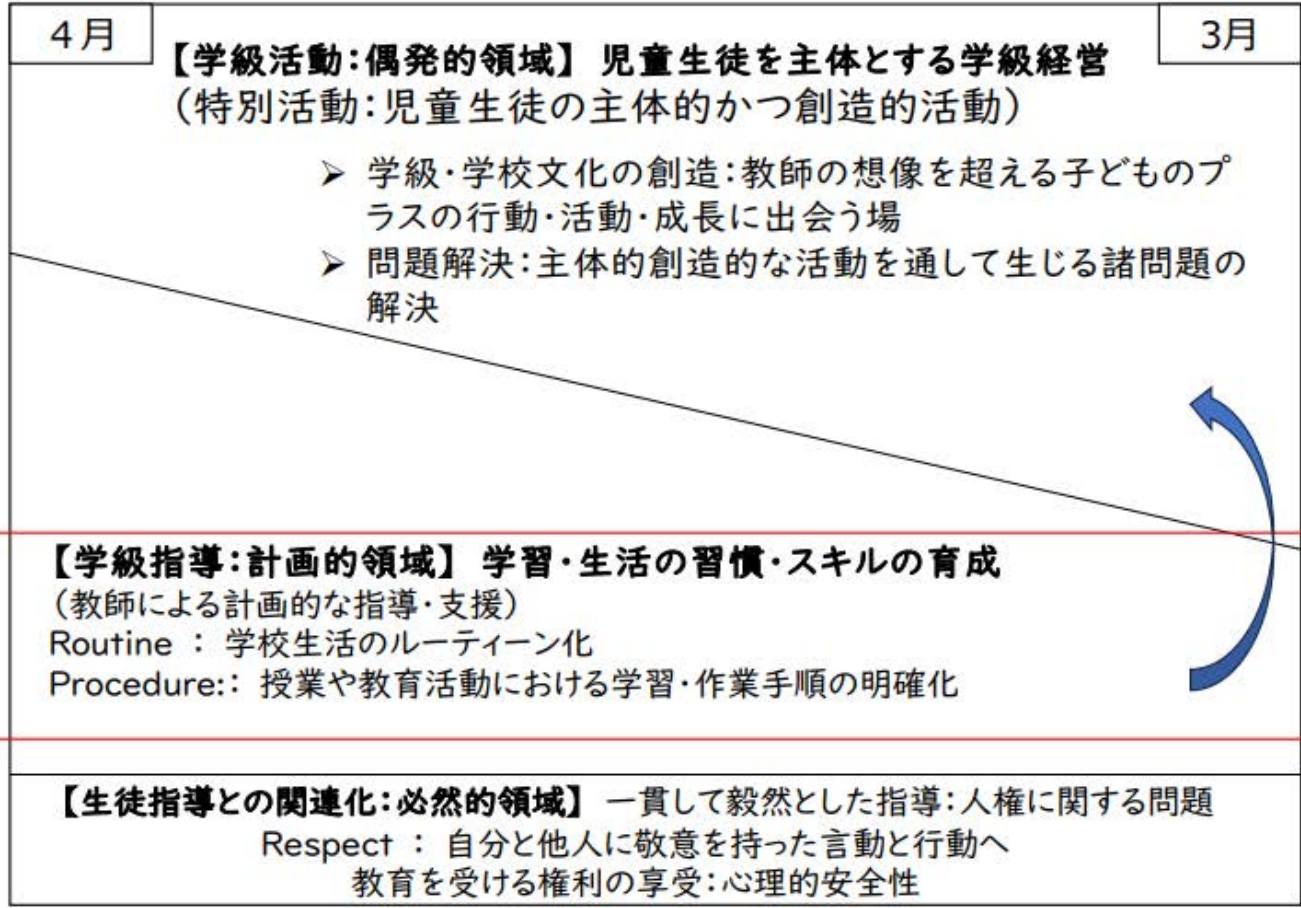 ４月
3月
【学級活動：偶発的領域】 児童生徒を主体とする学級経営
（特別活動：児童生徒の主体的かつ創造的活動）
➢ 学級・学校文化の創造：教師の想像を超える子どものプ
ラスの行動・活動・成長に出会う場
➢ 問題解決：主体的創造的な活動を通して生じる諸問題の
解決
【学級指導：計画的領域】 学習・生活の習慣・スキルの育成
（教師による計画的な指導・支援）
Routine ： 学校生活のルーティーン化
Procedure:： 授業や教育活動における学習・作業手順の明確化
【生徒指導との関連化：必然的領域】 一貫して毅然とした指導：人権に関する問題
Respect ： 自分と他人に敬意を持った言動と行動へ
教育を受ける権利の享受：心理的安全性